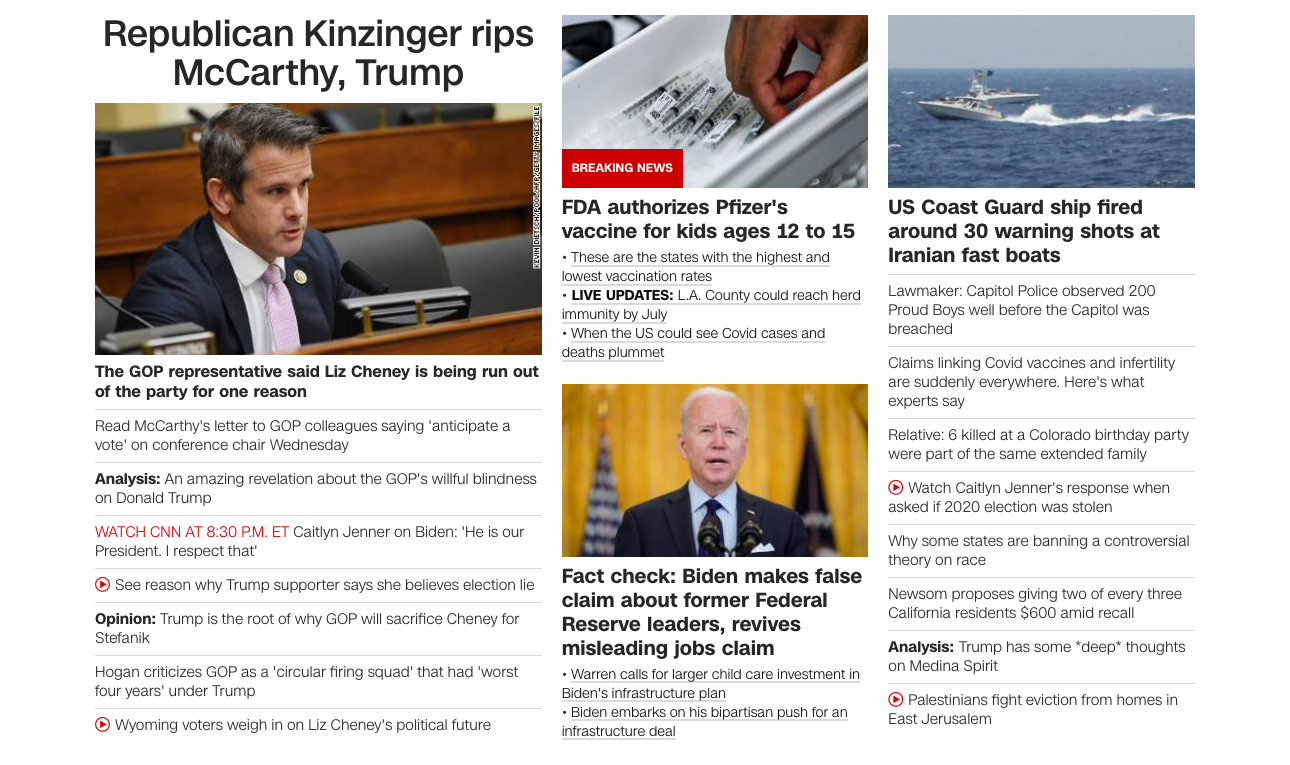 Republican Kinzinger rips
McCarthy, Trump
KEVIN DIETSCH/POOL/AFP/GETTY IMAGES/FILE
The GOP representative said Liz Cheney is being run out
of the party for one reason
Read McCarthy's letter to GOP colleagues saying 'anticipate a
vote' on conference chair Wednesday
Analysis: An amazing revelation about the GOP's willful blindness
on Donald Trump
WATCH CNN AT 8:30 P.M. ET Caitlyn Jenner on Biden: 'He is our
President. I respect that'
See reason why Trump supporter says she believes election lie
Opinion: Trump is the root of why GOP will sacrifice Cheney for
Stefanik
Hogan criticizes GOP as a 'circular firing squad' that had 'worst
four years' under Trump
Wyoming voters weigh in on Liz Cheney's political future
BREAKING NEWS
FDA authorizes Pfizer's
vaccine for kids ages 12 to 15
• These are the states with the highest and
lowest vaccination rates
• LIVE UPDATES: L.A. County could reach herd
immunity by July
• When the US could see Covid cases and
deaths plummet
Fact check: Biden makes false
claim about former Federal
Reserve leaders, revives
misleading jobs claim
• Warren calls for larger child care investment in
Biden's infrastructure plan
• Biden embarks on his bipartisan push for an
infrastructure deal
US Coast Guard ship fired
around 30 warning shots at
Iranian fast boats
Lawmaker: Capitol Police observed 200
Proud Boys well before the Capitol was
breached
Claims linking Covid vaccines and infertility
are suddenly everywhere. Here's what
experts say
Relative: 6 killed at a Colorado birthday party
were part of the same extended family
Watch Caitlyn Jenner's response when
asked if 2020 election was stolen
Why some states are banning a controversial
theory on race
Newsom proposes giving two of every three
California residents $600 amid recall
Analysis: Trump has some *deep* thoughts
on Medina Spirit
Palestinians fight eviction from homes in
East Jerusalem